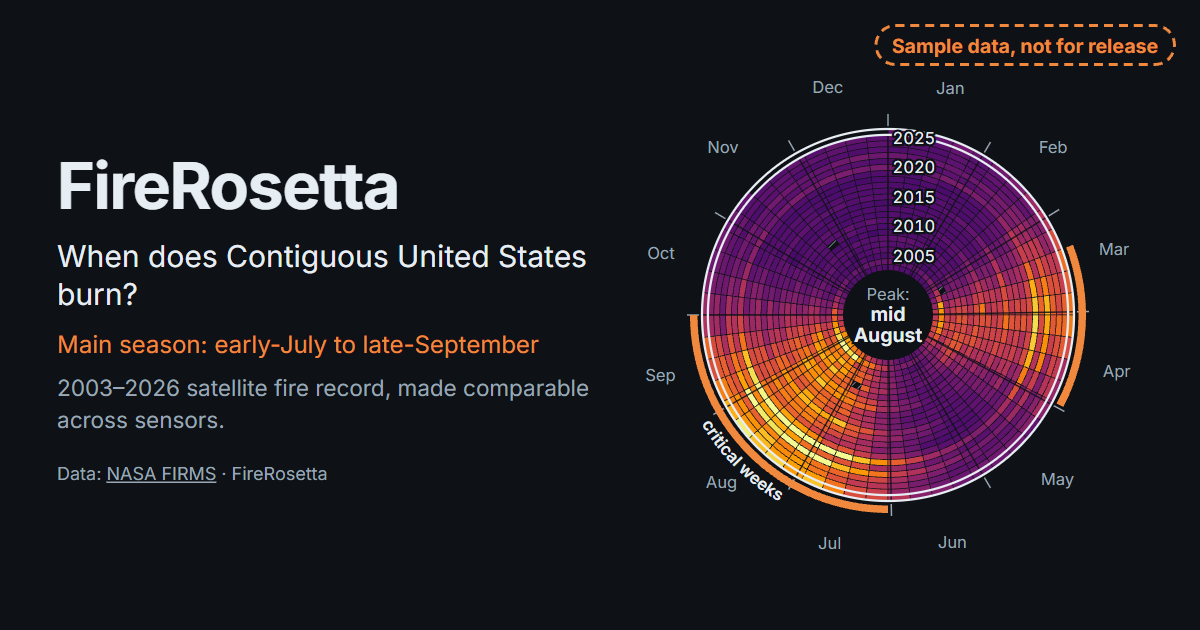 Sample data, not for release
FireRosetta
When does Contiguous United States
burn?
Main season: early-July to late-September
2003–2026 satellite fire record, made comparable
across sensors.
Data: NASA FIRMS · FireRosetta
Dec
Jan
Nov
Feb
Oct
Mar
Sep
Apr
Aug
May
Jul
Jun
2025
2020
2015
2010
2005
Peak:
mid
August
critical weeks